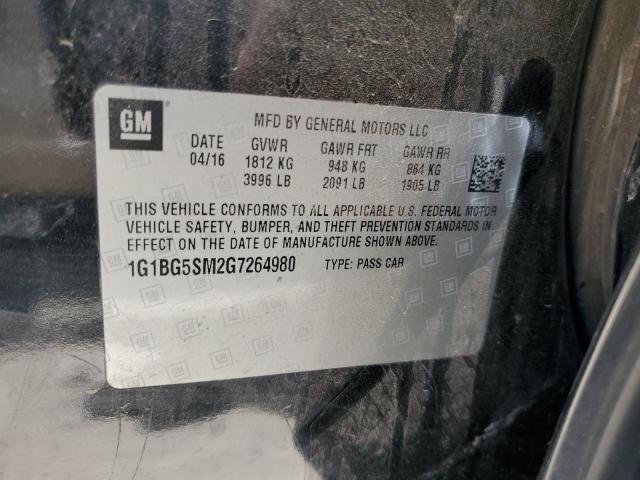 GM
MFD BY GENERAL MOTORS LLC
DATE GVWR GAWR FRT GAWR RR
04/16 1812 KG 948 KG 864 KG
3996 LB 2091 LB 1905 LB
THIS VEHICLE CONFORMS TO ALL APPLICABLE U.S. FEDERAL MOTOR
VEHICLE SAFETY, BUMPER, AND THEFT PREVENTION STANDARDS IN
EFFECT ON THE DATE OF MANUFACTURE SHOWN ABOVE.
1G1BG5SM2G7264980 TYPE: PASS CAR